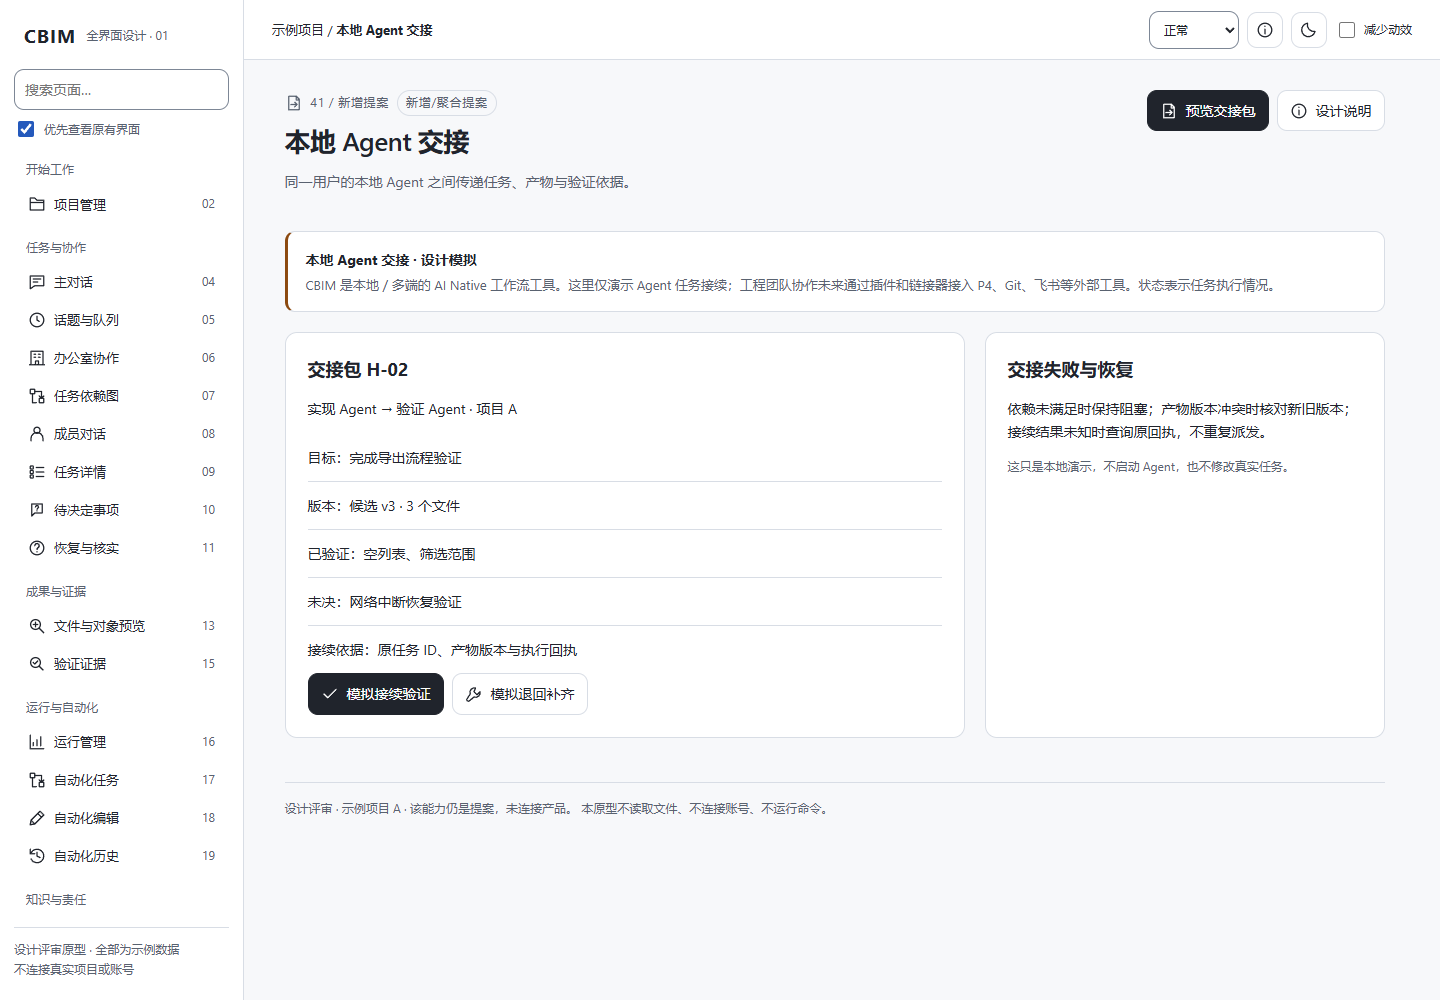 CBIM 全界面设计 · 01
搜索页面...
优先查看原有界面
开始工作
项目管理 02
任务与协作
主对话 04
话题与队列 05
办公室协作 06
任务依赖图 07
成员对话 08
任务详情 09
待决定事项 10
恢复与核实 11
成果与证据
文件与对象预览 13
验证证据 15
运行与自动化
运行管理 16
自动化任务 17
自动化编辑 18
自动化历史 19
知识与责任
设计评审原型 · 全部为示例数据
不连接真实项目或账号
示例项目 / 本地 Agent 交接
正常
减少动效
41 / 新增提案 新增/聚合提案
本地 Agent 交接
同一用户的本地 Agent 之间传递任务、产物与验证依据。
预览交接包
设计说明
本地 Agent 交接 · 设计模拟
CBIM 是本地 / 多端的 AI Native 工作流工具。这里仅演示 Agent 任务接续；工程团队协作未来通过插件和链接器接入 P4、Git、飞书等外部工具。状态表示任务执行情况。
交接包 H-02
实现 Agent → 验证 Agent · 项目 A
目标：完成导出流程验证
版本：候选 v3 · 3 个文件
已验证：空列表、筛选范围
未决：网络中断恢复验证
接续依据：原任务 ID、产物版本与执行回执
模拟接续验证
模拟退回补齐
交接失败与恢复
依赖未满足时保持阻塞；产物版本冲突时核对新旧版本；
接续结果未知时查询原回执，不重复派发。
这只是本地演示，不启动 Agent，也不修改真实任务。
设计评审 · 示例项目 A · 该能力仍是提案，未连接产品。 本原型不读取文件、不连接账号、不运行命令。